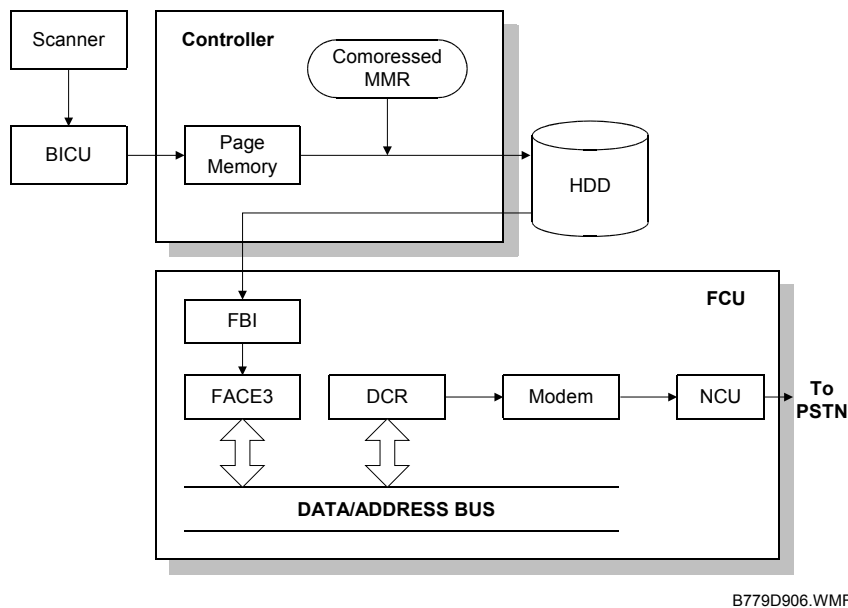 Scanner
Controller
Comoressed
MMR
BICU
Page
Memory
HDD
FCU
FBI
FACE3
DCR
Modem
NCU
To
PSTN
DATA/ADDRESS BUS
B779D906.WMF